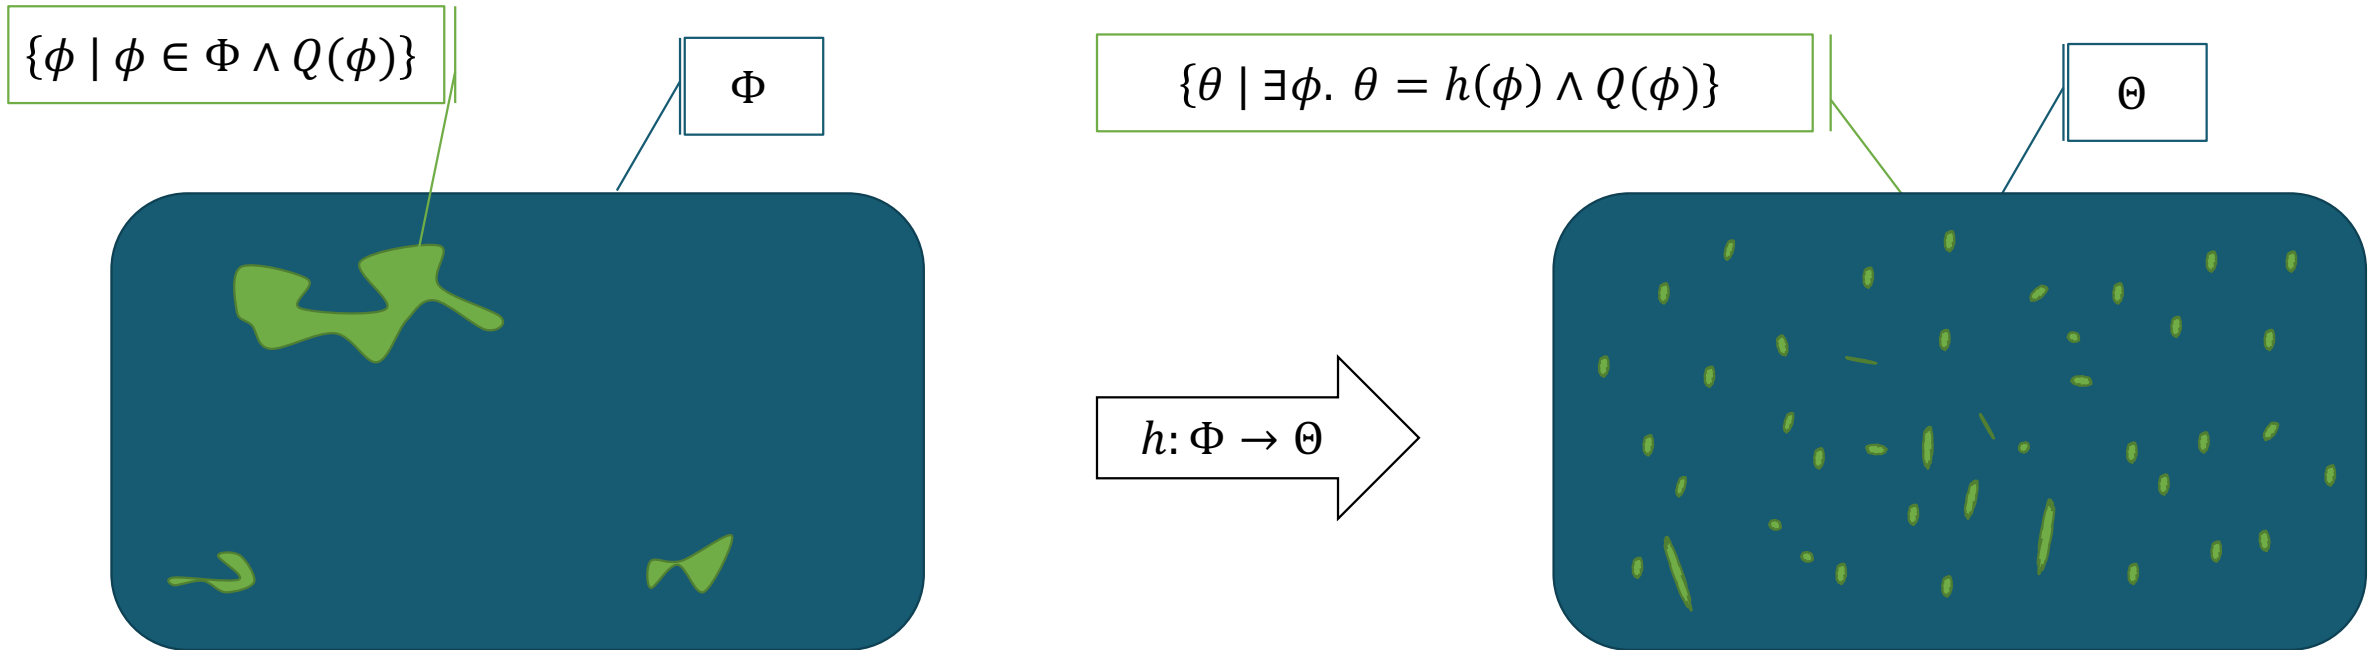 {𝜙 | 𝜙 ∈ Φ ∧ 𝑄(𝜙)}
Φ
{𝜃 | ∃𝜙. 𝜃 = ℎ(𝜙) ∧ 𝑄(𝜙)}
Θ
ℎ: Φ → Θ